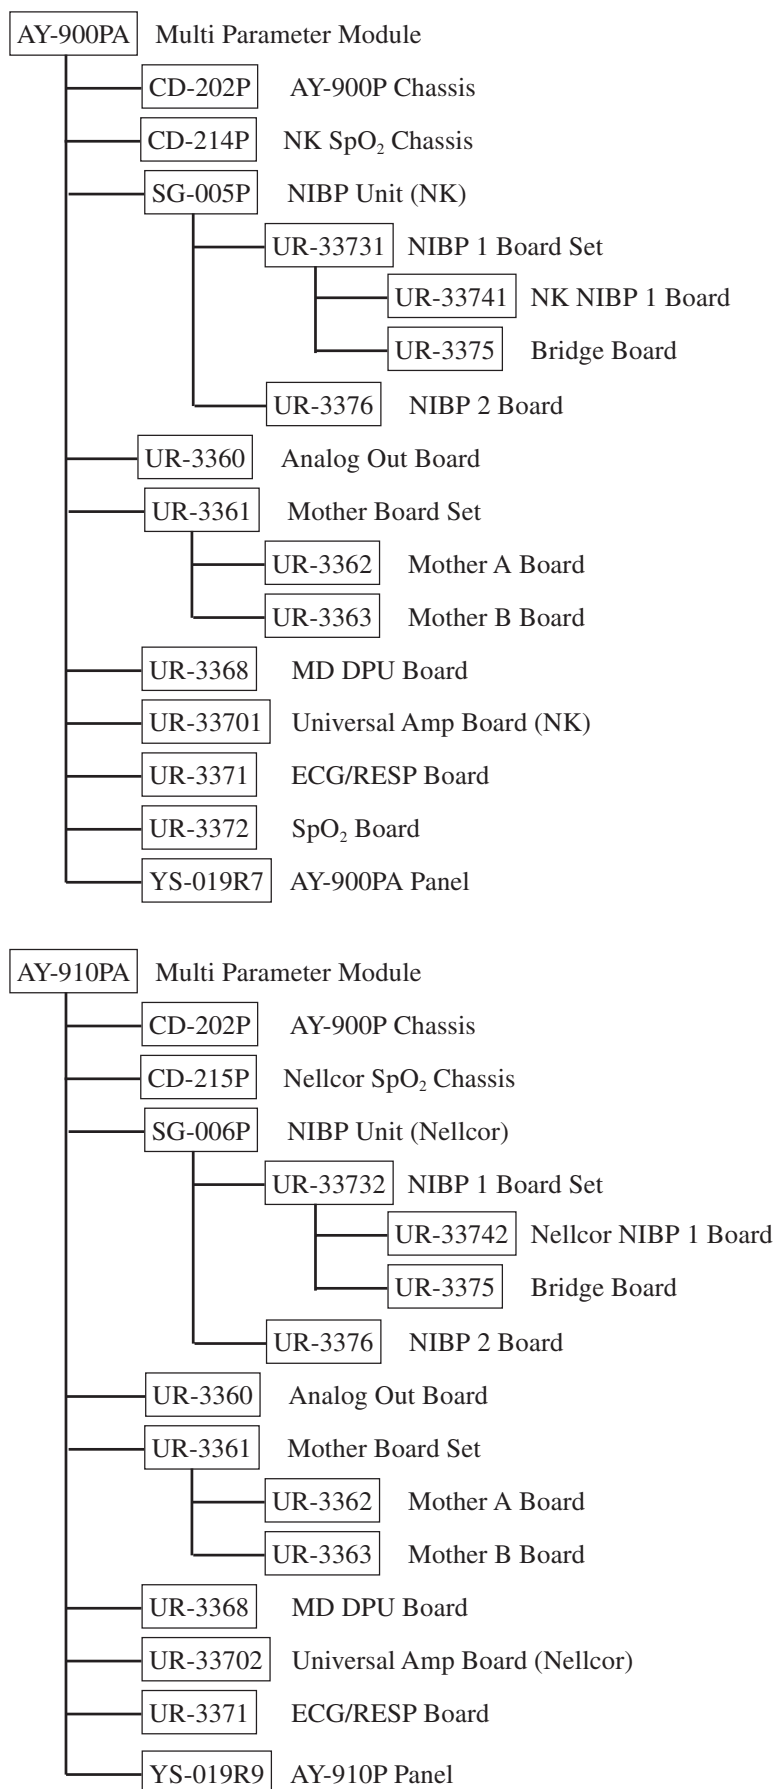 AY-900PA Multi Parameter Module
CD-202P AY-900P Chassis
CD-214P NK SpO₂ Chassis
SG-005P NIBP Unit (NK)
UR-33731 NIBP 1 Board Set
UR-33741 NK NIBP 1 Board
UR-3375 Bridge Board
UR-3376 NIBP 2 Board
UR-3360 Analog Out Board
UR-3361 Mother Board Set
UR-3362 Mother A Board
UR-3363 Mother B Board
UR-3368 MD DPU Board
UR-33701 Universal Amp Board (NK)
UR-3371 ECG/RESP Board
UR-3372 SpO₂ Board
YS-019R7 AY-900PA Panel
AY-910PA Multi Parameter Module
CD-202P AY-900P Chassis
CD-215P Nellcor SpO₂ Chassis
SG-006P NIBP Unit (Nellcor)
UR-33732 NIBP 1 Board Set
UR-33742 Nellcor NIBP 1 Board
UR-3375 Bridge Board
UR-3376 NIBP 2 Board
UR-3360 Analog Out Board
UR-3361 Mother Board Set
UR-3362 Mother A Board
UR-3363 Mother B Board
UR-3368 MD DPU Board
UR-33702 Universal Amp Board (Nellcor)
UR-3371 ECG/RESP Board
YS-019R9 AY-910P Panel